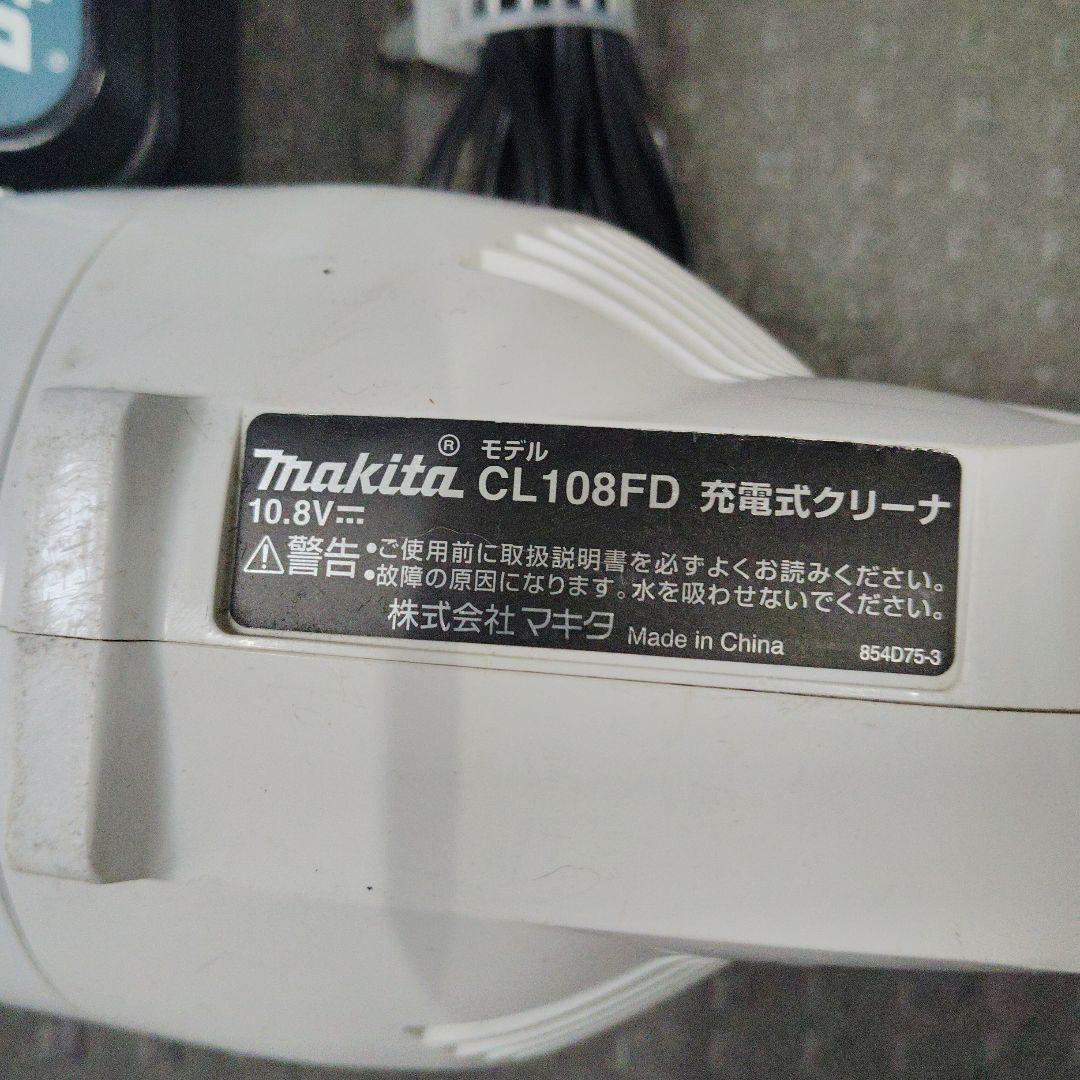 makita® モデル CL108FD 充電式クリーナ
10.8V⎓
⚠警告 •ご使用前に取扱説明書を必ずよくお読みください。
•故障の原因になります。水を吸わせないでください。
株式会社マキタ Made in China 854D75-3